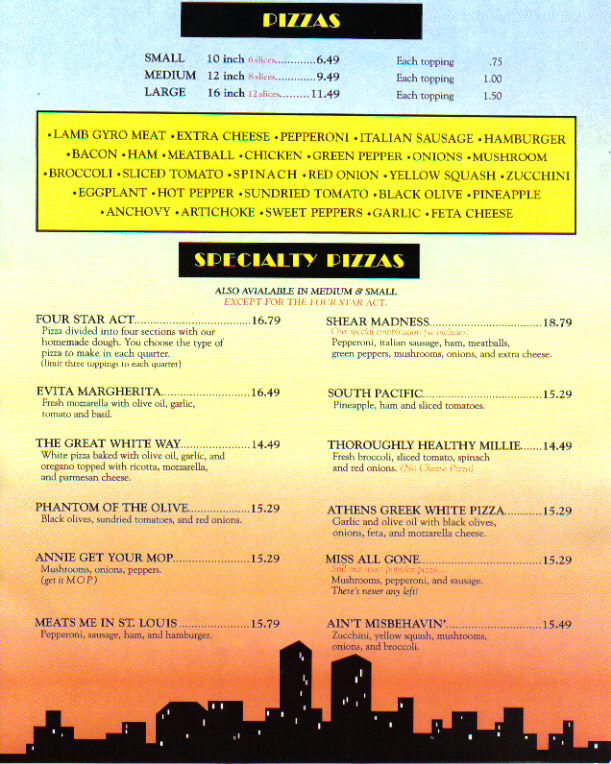 PIZZAS
SMALL 10 inch 6 slices............6.49 Each topping .75
MEDIUM 12 inch 8 slices............9.49 Each topping 1.00
LARGE 16 inch 12 slices.........11.49 Each topping 1.50
• LAMB GYRO MEAT • EXTRA CHEESE • PEPPERONI • ITALIAN SAUSAGE • HAMBURGER
• BACON • HAM • MEATBALL • CHICKEN • GREEN PEPPER • ONIONS • MUSHROOM
• BROCCOLI • SLICED TOMATO • SPINACH • RED ONION • YELLOW SQUASH • ZUCCHINI
• EGGPLANT • HOT PEPPER • SUNDRIED TOMATO • BLACK OLIVE • PINEAPPLE
• ANCHOVY • ARTICHOKE • SWEET PEPPERS • GARLIC • FETA CHEESE
SPECIALTY PIZZAS
ALSO AVIALABLE IN MEDIUM & SMALL
EXCEPT FOR THE FOUR STAR ACT.
FOUR STAR ACT..................................16.79
Pizza divided into four sections with our
homemade dough. You choose the type of
pizza to make in each quarter.
(limit three toppings to each quarter)
EVITA MARGHERITA..........................16.49
Fresh mozzarella with olive oil, garlic,
tomato and basil.
THE GREAT WHITE WAY....................14.49
White pizza baked with olive oil, garlic, and
oregano topped with ricotta, mozzarella,
and parmesan cheese.
PHANTOM OF THE OLIVE..................15.29
Black olives, sundried tomatoes, and red onions.
ANNIE GET YOUR MOP......................15.29
Mushrooms, onions, peppers.
(get it M O P )
MEATS ME IN ST. LOUIS.....................15.79
Pepperoni, sausage, ham, and hamburger.
SHEAR MADNESS................................18.79
Our special combination pie includes:
Pepperoni, italian sausage, ham, meatballs,
green peppers, mushrooms, onions, and extra cheese.
SOUTH PACIFIC..................................15.29
Pineapple, ham and sliced tomatoes.
THOROUGHLY HEALTHY MILLIE......14.49
Fresh broccoli, sliced tomato, spinach
and red onions. (No Cheese Pizza)
ATHENS GREEK WHITE PIZZA...........15.29
Garlic and olive oil with black olives,
onions, feta, and mozzarella cheese.
MISS ALL GONE...................................15.29
Still our most popular pizza...
Mushrooms, pepperoni, and sausage.
There's never any left!
AIN'T MISBEHAVIN'............................15.49
Zucchini, yellow squash, mushrooms,
onions, and broccoli.